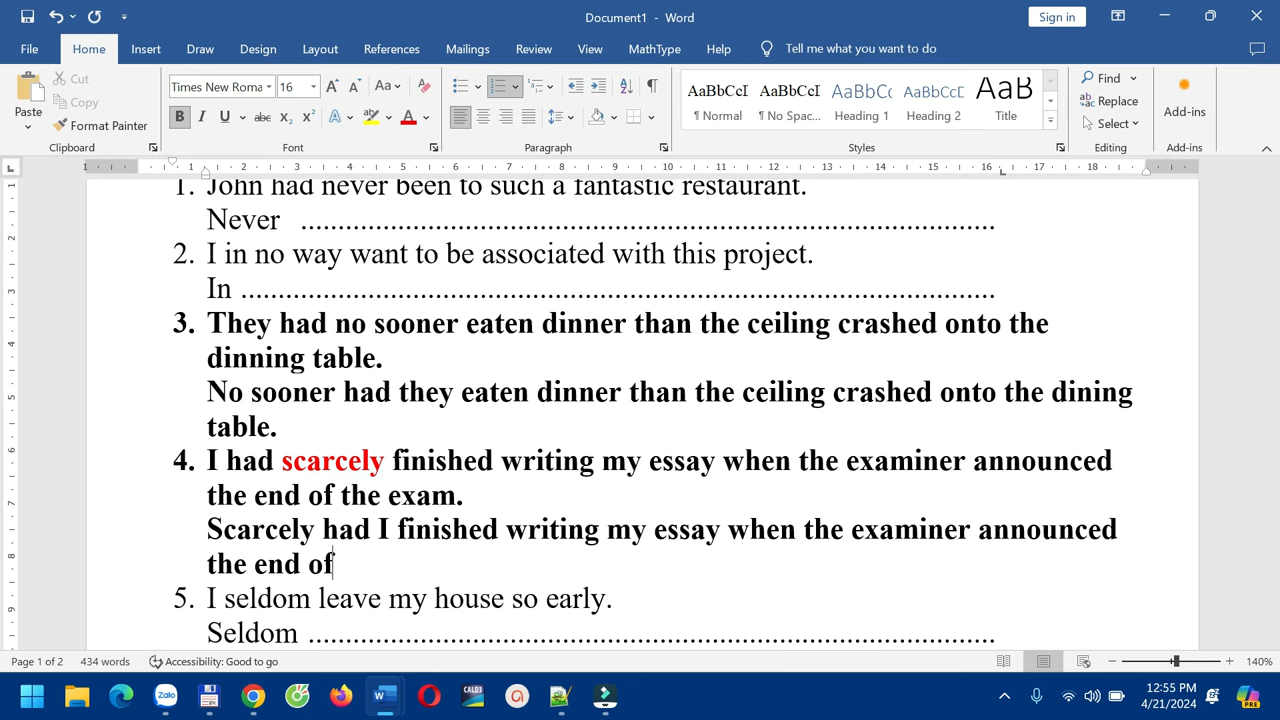 Document1 - Word
Sign in
File Home Insert Draw Design Layout References Mailings Review View MathType Help Tell me what you want to do
Paste
Cut
Copy
Format Painter
Clipboard
Times New Roma 16
Font
Paragraph
AaBbCcI AaBbCcI AaBbCc AaBbCcD AaB
¶ Normal ¶ No Spac... Heading 1 Heading 2 Title
Styles
Find
Replace
Select
Editing
Add-ins
Add-ins
1. John had never been to such a fantastic restaurant.
Never ............................................................................................
2. I in no way want to be associated with this project.
In ....................................................................................................
3. They had no sooner eaten dinner than the ceiling crashed onto the
dinning table.
No sooner had they eaten dinner than the ceiling crashed onto the dining
table.
4. I had scarcely finished writing my essay when the examiner announced
the end of the exam.
Scarcely had I finished writing my essay when the examiner announced
the end of
5. I seldom leave my house so early.
Seldom ...........................................................................................
Page 1 of 2 434 words Accessibility: Good to go 140%
Zalo CALD3 12:55 PM
4/21/2024 PRE